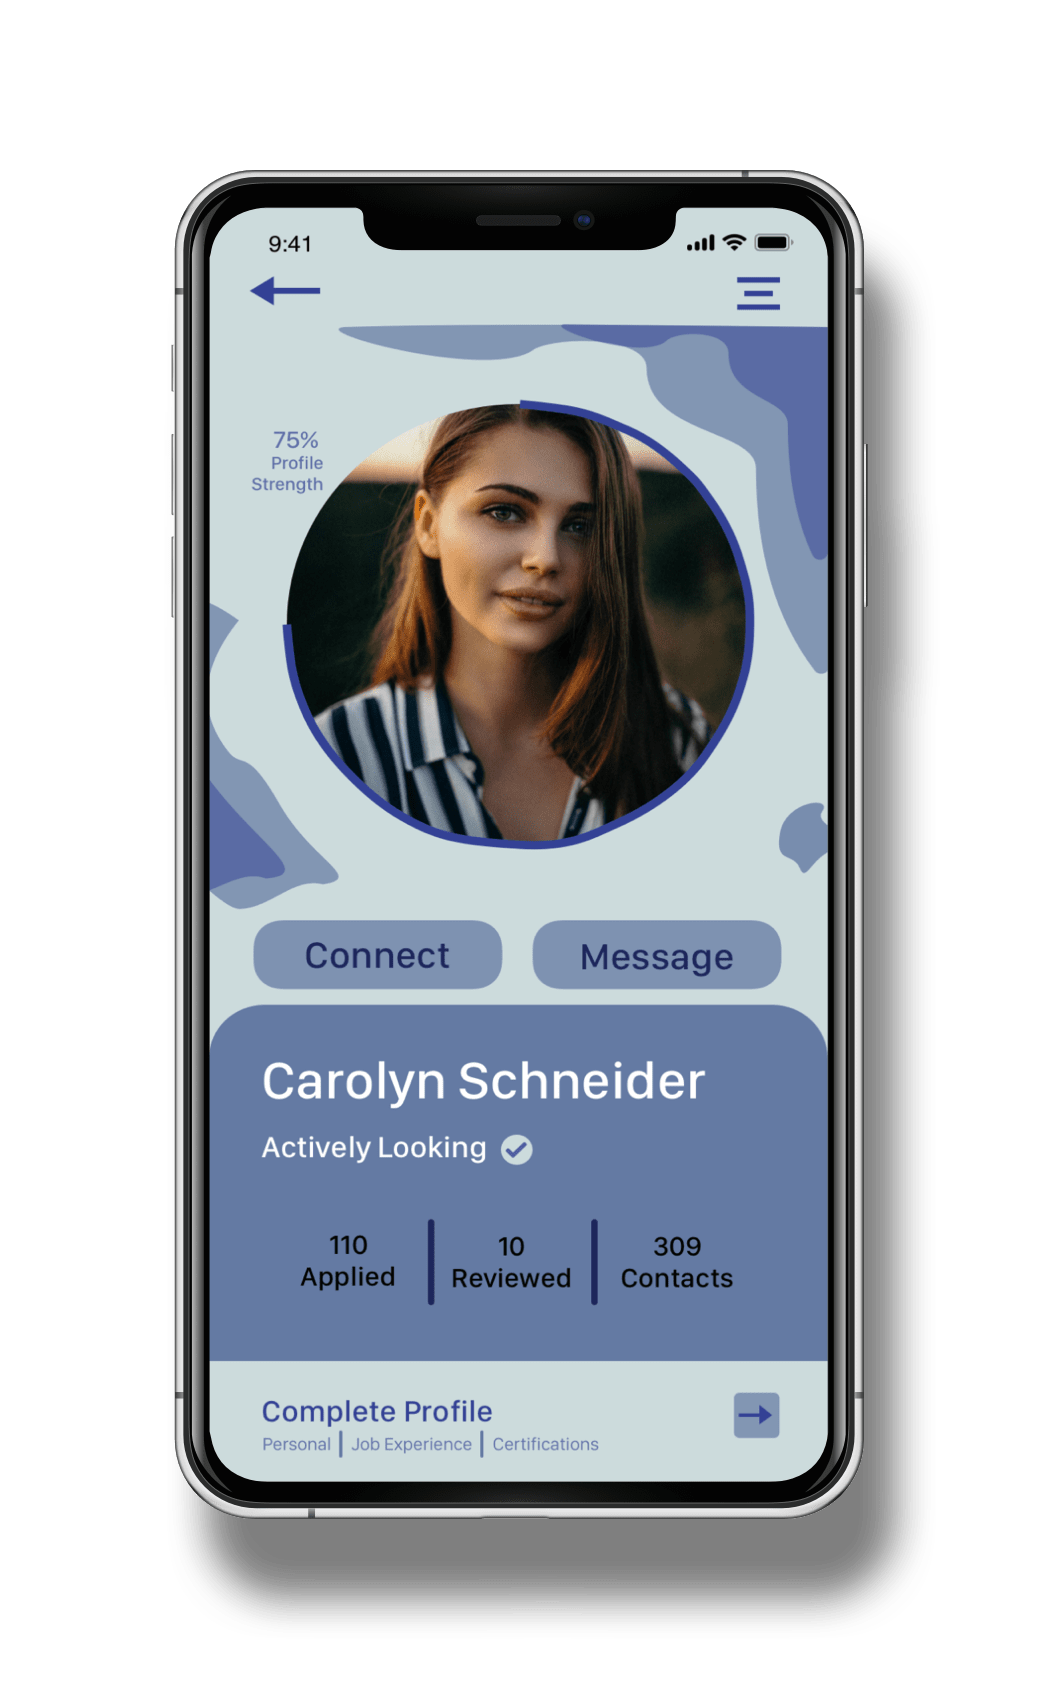 9:41
75%
Profile
Strength
Connect
Message
Carolyn Schneider
Actively Looking
110
Applied
10
Reviewed
309
Contacts
Complete Profile
Personal | Job Experience | Certifications